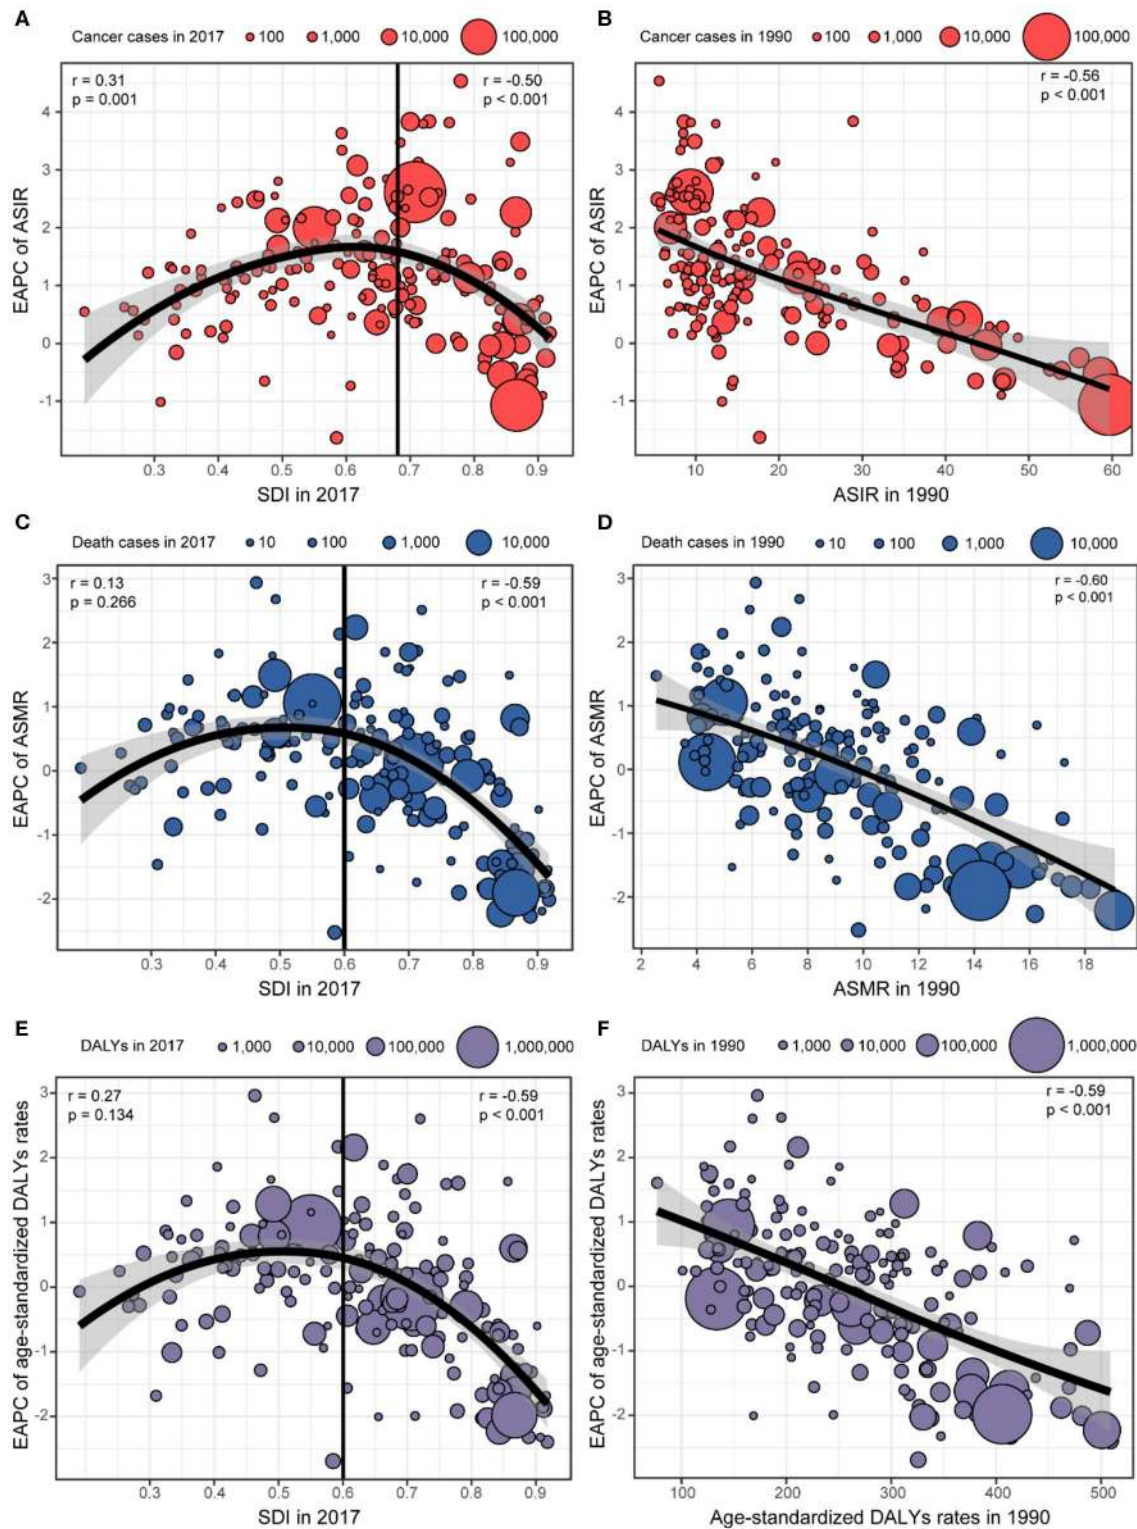 A
Cancer cases in 2017 100 1,000 10,000 100,000
r = 0.31
p = 0.001
r = -0.50
p < 0.001
EAPC of ASIR
4
3
2
1
0
-1
0.3 0.4 0.5 0.6 0.7 0.8 0.9
SDI in 2017
B
Cancer cases in 1990 100 1,000 10,000 100,000
r = -0.56
p < 0.001
EAPC of ASIR
4
3
2
1
0
-1
10 20 30 40 50 60
ASIR in 1990
C
Death cases in 2017 10 100 1,000 10,000
r = 0.13
p = 0.266
r = -0.59
p < 0.001
EAPC of ASMR
3
2
1
0
-1
-2
0.3 0.4 0.5 0.6 0.7 0.8 0.9
SDI in 2017
D
Death cases in 1990 10 100 1,000 10,000
r = -0.60
p < 0.001
EAPC of ASMR
3
2
1
0
-1
-2
2 4 6 8 10 12 14 16 18
ASMR in 1990
E
DALYs in 2017 1,000 10,000 100,000 1,000,000
r = 0.27
p = 0.134
r = -0.59
p < 0.001
EAPC of age-standardized DALYs rates
3
2
1
0
-1
-2
0.3 0.4 0.5 0.6 0.7 0.8 0.9
SDI in 2017
F
DALYs in 1990 1,000 10,000 100,000 1,000,000
r = -0.59
p < 0.001
EAPC of age-standardized DALYs rates
3
2
1
0
-1
-2
100 200 300 400 500
Age-standardized DALYs rates in 1990